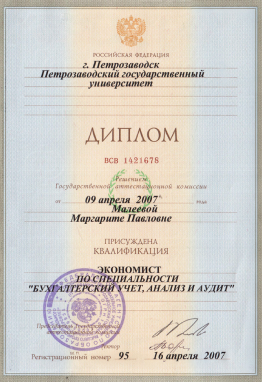 РОССИЙСКАЯ ФЕДЕРАЦИЯ
г. Петрозаводск
Петрозаводский государственный
университет
ДИПЛОМ
ВСВ 1421678
Решением
Государственной аттестационной комиссии
от 09 апреля 2007 года
Малеевой
Маргарите Павловне
ПРИСУЖДЕНА
КВАЛИФИКАЦИЯ
ЭКОНОМИСТ
ПО СПЕЦИАЛЬНОСТИ
"БУХГАЛТЕРСКИЙ УЧЕТ, АНАЛИЗ И АУДИТ"
Регистрационный номер 95 16 апреля 2007